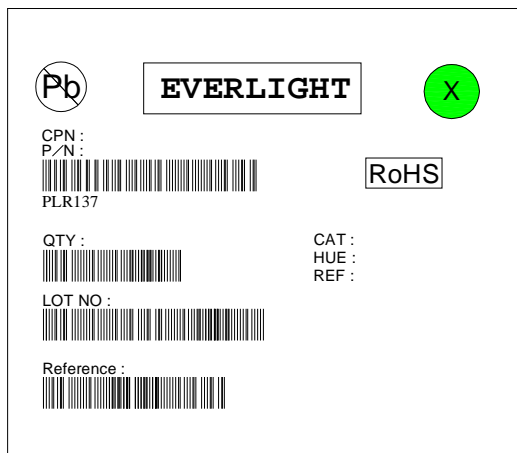 Pb
EVERLIGHT
X
CPN :
P/N :
RoHS
PLR137
QTY :
CAT :
HUE :
REF :
LOT NO :
Reference :